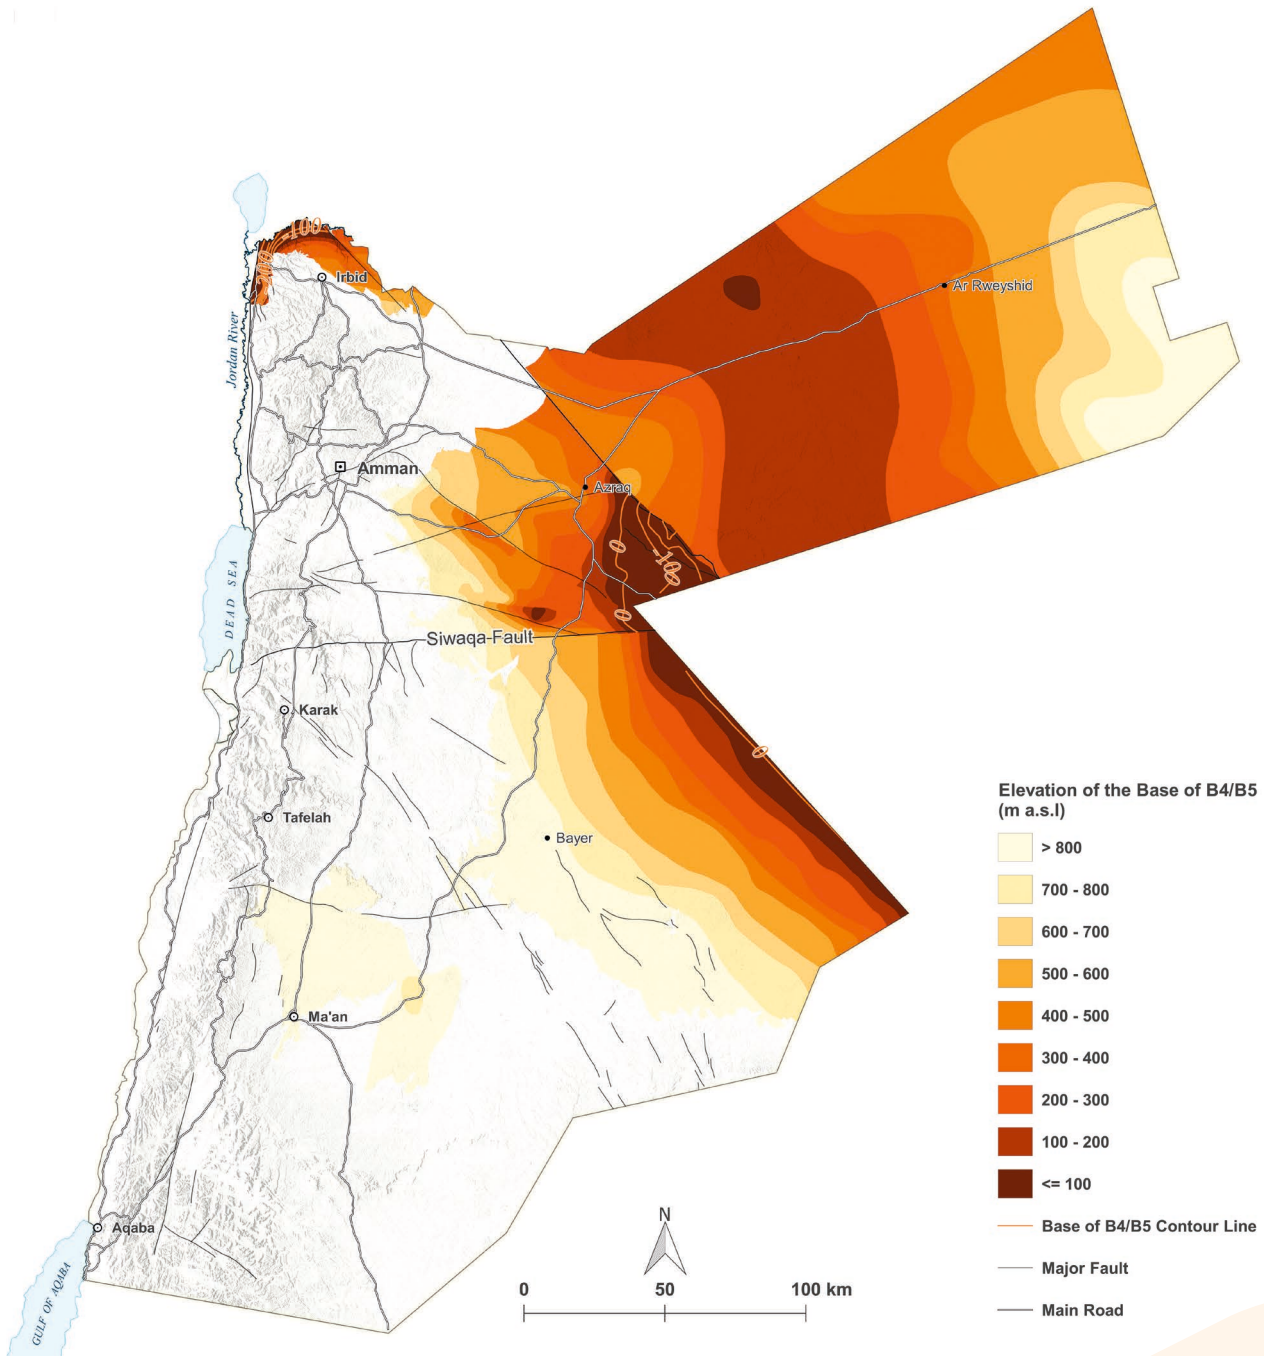 -100
Irbid
Ar Rweyshid
Jordan River
Amman
Azraq
0
-100
DEAD SEA
0
Siwaqa Fault
Karak
0
Tafelah
Bayer
Ma'an
Aqaba
GULF OF AQABA
N
0 50 100 km
Elevation of the Base of B4/B5
(m a.s.l)
> 800
700 - 800
600 - 700
500 - 600
400 - 500
300 - 400
200 - 300
100 - 200
<= 100
Base of B4/B5 Contour Line
Major Fault
Main Road